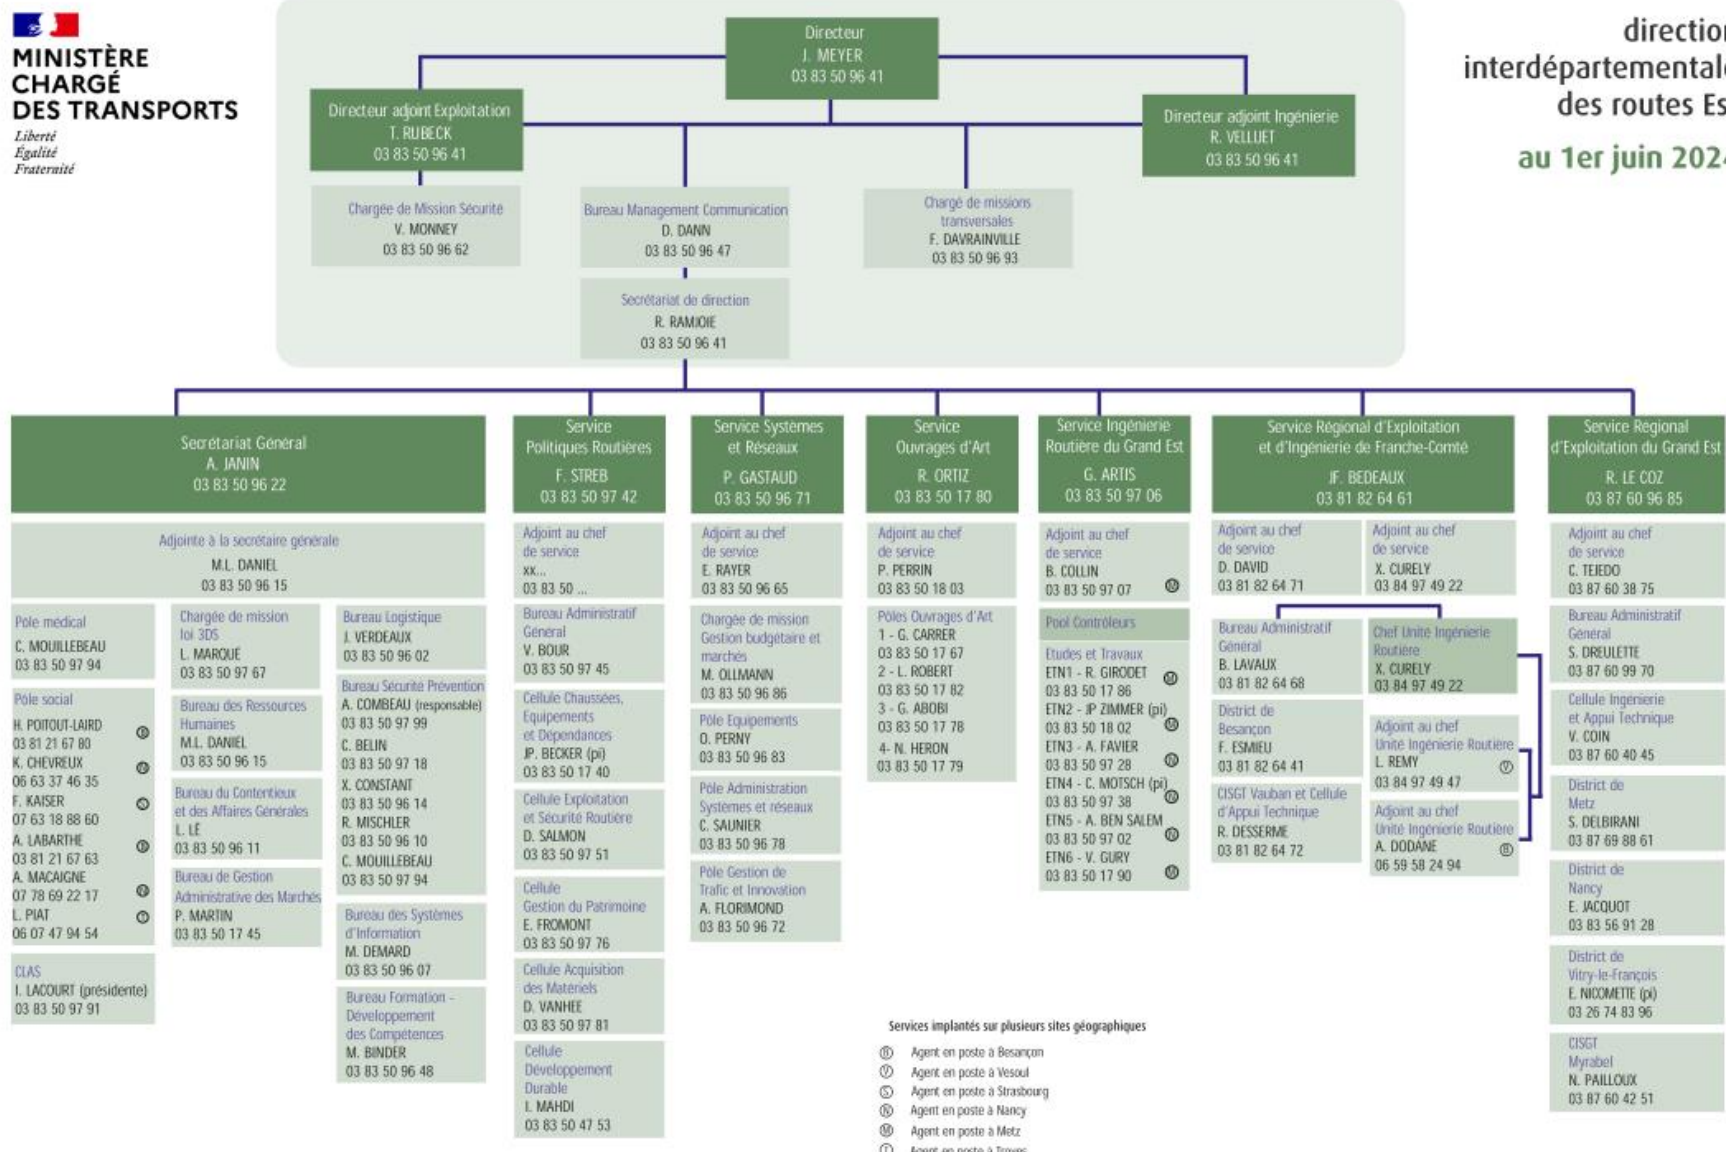 MINISTÈRE
CHARGÉ
DES TRANSPORTS
Liberté
Égalité
Fraternité
direction
interdépartementale
des routes Es
au 1er juin 2024
Directeur
J. MEYER
03 83 50 96 41
Directeur adjoint Exploitation
T. RUBECK
03 83 50 96 41
Directeur adjoint Ingénierie
R. VELLUET
03 83 50 96 41
Chargée de Mission Sécurité
V. MONNEY
03 83 50 96 62
Bureau Management Communication
D. DANN
03 83 50 96 47
Chargé de missions
transversales
F. DAVRAINVILLE
03 83 50 96 93
Secrétariat de direction
R. RAMJOIE
03 83 50 96 41
Secrétariat Général
A. JANIN
03 83 50 96 22
Adjointe à la secrétaire générale
M.L. DANIEL
03 83 50 96 15
Pôle médical
C. MOUILLEBEAU
03 83 50 97 94
Pôle social
H. POITOUT-LAIRD
03 81 21 67 80
K. CHEVREUX
06 63 37 46 35
F. KAISER
07 63 18 88 60
A. LABARTHE
03 81 21 67 63
A. MACAIGNE
07 78 69 22 17
L. PIAT
06 07 47 94 54
CLAS
I. LACOURT (présidente)
03 83 50 97 91
Chargée de mission
loi 3DS
L. MARQUÉ
03 83 50 97 67
Bureau des Ressources
Humaines
M.L. DANIEL
03 83 50 96 15
Bureau du Contentieux
et des Affaires Générales
L. LÊ
03 83 50 96 11
Bureau de Gestion
Administrative des Marchés
P. MARTIN
03 83 50 17 45
Bureau Logistique
J. VERDEAUX
03 83 50 96 02
Bureau Sécurité Prévention
A. COMBEAU (responsable)
03 83 50 97 99
C. BELIN
03 83 50 97 18
X. CONSTANT
03 83 50 96 14
R. MISCHLER
03 83 50 96 10
C. MOUILLEBEAU
03 83 50 97 94
Bureau des Systèmes
d'Information
M. DEMARD
03 83 50 96 07
Bureau Formation -
Développement
des Compétences
M. BINDER
03 83 50 96 48
Service
Politiques Routières
F. STREB
03 83 50 97 42
Adjoint au chef
de service
xx...
03 83 50 ...
Bureau Administratif
Général
V. BOUR
03 83 50 97 45
Cellule Chaussées,
Equipements
et Dépendances
JP. BECKER (pi)
03 83 50 17 40
Cellule Exploitation
et Sécurité Routière
D. SALMON
03 83 50 97 51
Cellule
Gestion du Patrimoine
E. FROMONT
03 83 50 97 76
Cellule Acquisition
des Matériels
D. VANHEE
03 83 50 97 81
Cellule
Développement
Durable
I. MAHDI
03 83 50 47 53
Service Systèmes
et Réseaux
P. GASTAUD
03 83 50 96 71
Adjoint au chef
de service
E. RAYER
03 83 50 96 65
Chargée de mission
Gestion budgétaire et
marchés
M. OLLMANN
03 83 50 96 86
Pôle Equipements
O. PERNY
03 83 50 96 83
Pôle Administration
Systèmes et réseaux
C. SAUNIER
03 83 50 96 78
Pôle Gestion de
Trafic et Innovation
A. FLORIMOND
03 83 50 96 72
Service
Ouvrages d'Art
R. ORTIZ
03 83 50 17 80
Adjoint au chef
de service
P. PERRIN
03 83 50 18 03
Pôles Ouvrages d'Art
1 - G. CARRER
03 83 50 17 67
2 - L. ROBERT
03 83 50 17 82
3 - G. ABOBI
03 83 50 17 78
4- N. HERON
03 83 50 17 79
Service Ingénierie
Routière du Grand Est
G. ARTIS
03 83 50 97 06
Adjoint au chef
de service
B. COLLIN
03 83 50 97 07 Ⓜ
Pool Contrôleurs
Etudes et Travaux
ETN1 - R. GIRODET Ⓜ
03 83 50 17 86
ETN2 - JP ZIMMER (pi)
03 83 50 18 02 Ⓜ
ETN3 - A. FAVIER
03 83 50 97 28 Ⓝ
ETN4 - C. MOTSCH (pi)
03 83 50 97 38 Ⓝ
ETN5 - A. BEN SALEM
03 83 50 97 02 Ⓝ
ETN6 - V. GURY
03 83 50 17 90 Ⓜ
Service Régional d'Exploitation
et d'Ingénierie de Franche-Comté
JF. BEDEAUX
03 81 82 64 61
Adjoint au chef
de service
D. DAVID
03 81 82 64 71
Adjoint au chef
de service
X. CURELY
03 84 97 49 22
Bureau Administratif
Général
B. LAVAUX
03 81 82 64 68
District de
Besançon
F. ESMIEU
03 81 82 64 41
CISGT Vauban et Cellule
d'Appui Technique
R. DESSERME
03 81 82 64 72
Chef Unité Ingénierie
Routière
X. CURELY
03 84 97 49 22
Adjoint au chef
Unité Ingénierie Routière
L. REMY Ⓥ
03 84 97 49 47
Adjoint au chef
Unité Ingénierie Routière
A. DODANE Ⓑ
06 59 58 24 94
Service Régional
d'Exploitation du Grand Est
R. LE COZ
03 87 60 96 85
Adjoint au chef
de service
C. TEJEDO
03 87 60 38 75
Bureau Administratif
Général
S. DREULETTE
03 87 60 99 70
Cellule Ingénierie
et Appui Technique
V. COIN
03 87 60 40 45
District de
Metz
S. DELBIRANI
03 87 69 88 61
District de
Nancy
E. JACQUOT
03 83 56 91 28
District de
Vitry-le-François
E. NICOMETTE (pi)
03 26 74 83 96
CISGT
Myrabel
N. PAILLOUX
03 87 60 42 51
Services implantés sur plusieurs sites géographiques
Ⓑ Agent en poste à Besançon
Ⓥ Agent en poste à Vesoul
Ⓢ Agent en poste à Strasbourg
Ⓝ Agent en poste à Nancy
Ⓜ Agent en poste à Metz
Ⓣ Agent en poste à Troyes